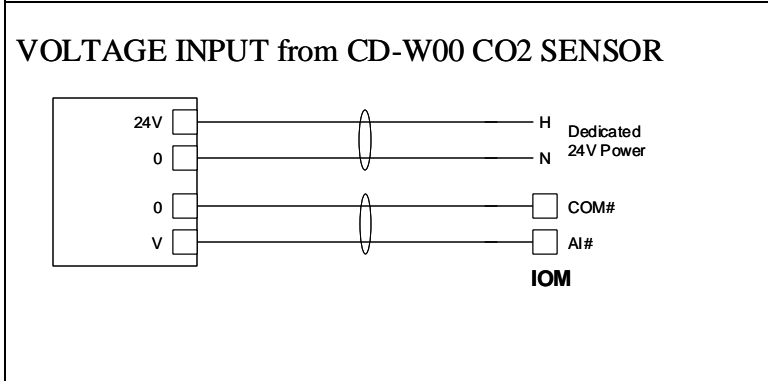 VOLTAGE INPUT from CD-W00 CO2 SENSOR
24V
H
Dedicated
24V Power
0
N
0
COM#
V
AI#
IOM